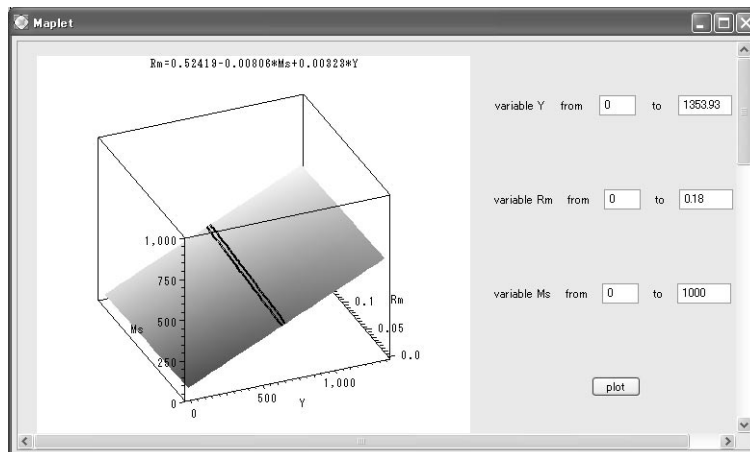 Maplet
Rm=0.52419-0.00806*Ms+0.00323*Y
1,000
750
500
250
0
Ms
0
500
1,000
Y
0.1
0.05
0.0
Rm
variable Y from 0 to 1353.93
variable Rm from 0 to 0.18
variable Ms from 0 to 1000
plot